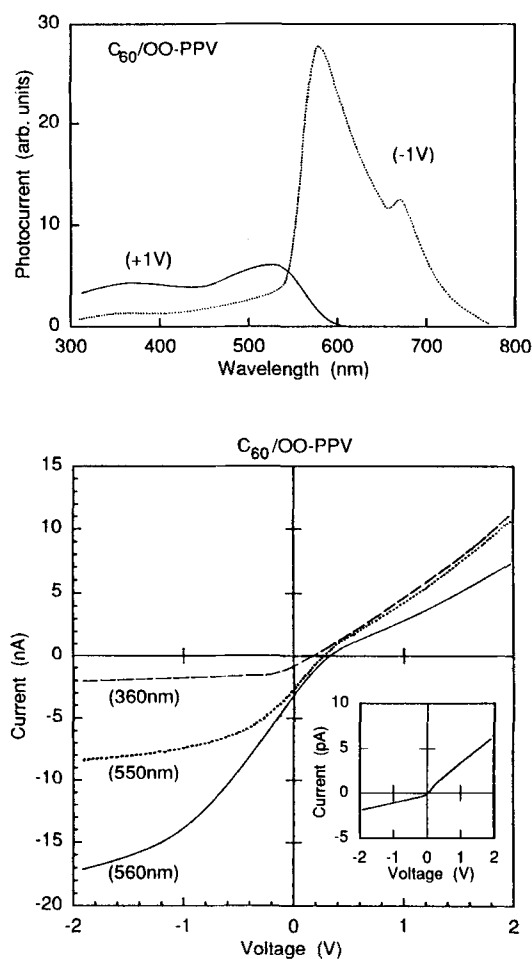 30
C60/OO-PPV
20
(-1V)
10
(+1V)
0
300 400 500 600 700 800
Wavelength (nm)
Photocurrent (arb. units)
C60/OO-PPV
15
10
5
0
-5
-10
-15
-20
(360nm)
(550nm)
(560nm)
-2 -1 0 1 2
Voltage (V)
Current (nA)
10
5
0
-5
-2 -1 0 1 2
Voltage (V)
Current (pA)